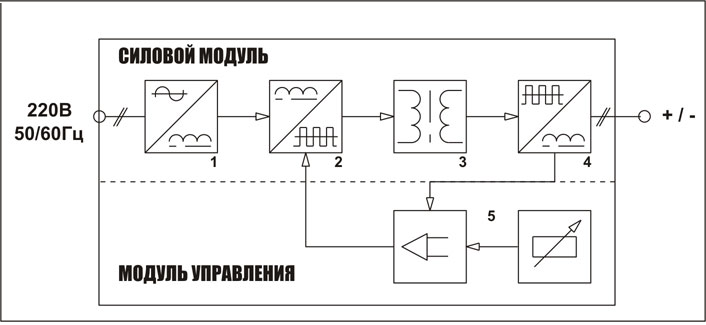 СИЛОВОЙ МОДУЛЬ
220В
50/60Гц
+ / -
1
2
3
4
5
МОДУЛЬ УПРАВЛЕНИЯ